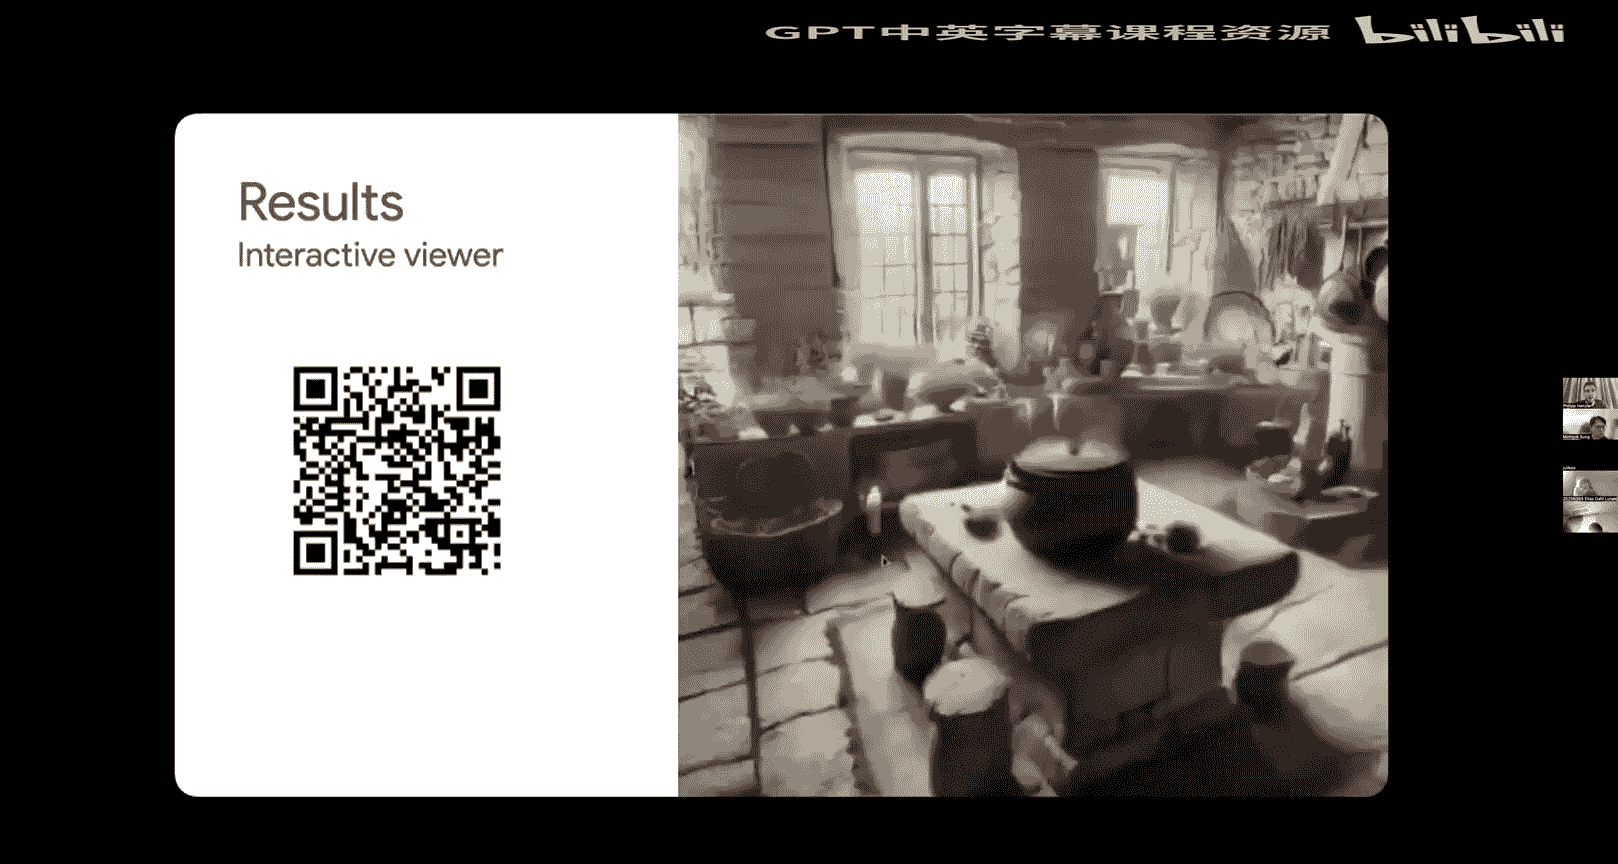 GPT中英字幕课程资源 bilibili
Results
Interactive viewer